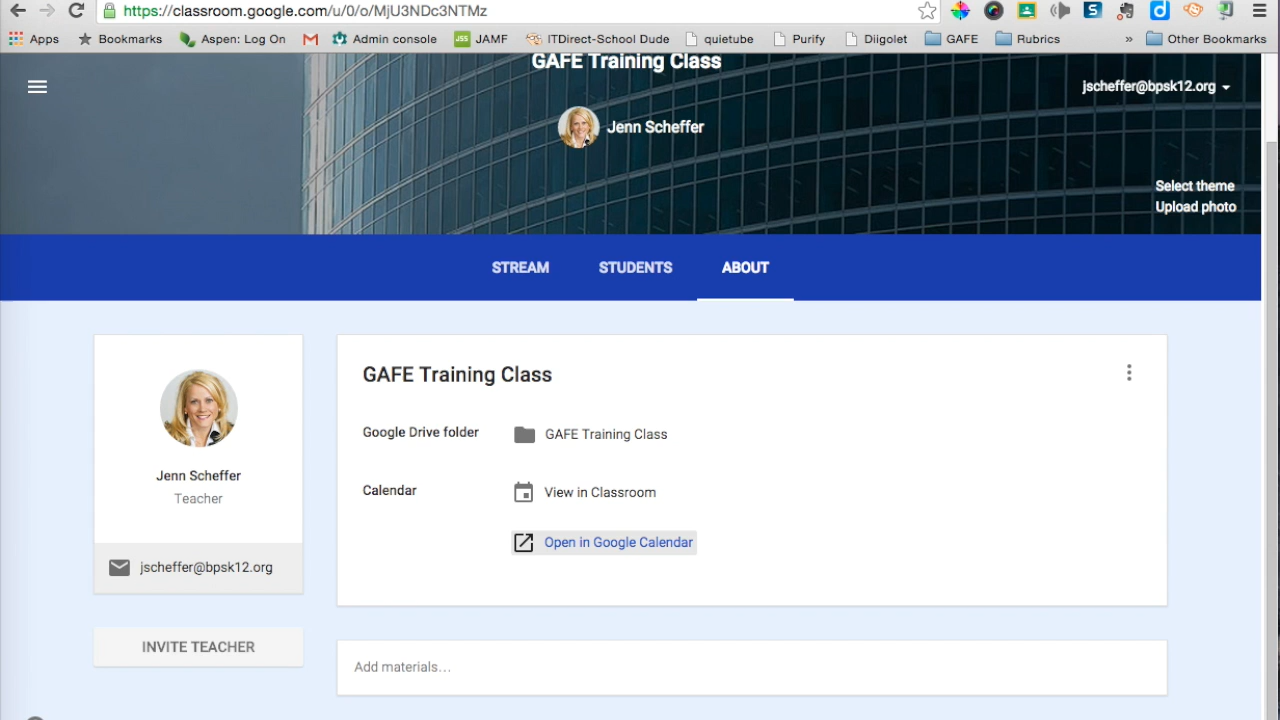 https://classroom.google.com/u/0/o/MjU3NDc3NTMz
Apps Bookmarks Aspen: Log On Admin console JSS JAMF ITDirect-School Dude quietube Purify Diigolet GAFE Rubrics » Other Bookmarks
GAFE Training Class
jscheffer@bpsk12.org
Jenn Scheffer
Select theme
Upload photo
STREAM STUDENTS ABOUT
GAFE Training Class
Google Drive folder GAFE Training Class
Jenn Scheffer
Teacher
Calendar View in Classroom
Open in Google Calendar
jscheffer@bpsk12.org
INVITE TEACHER
Add materials...